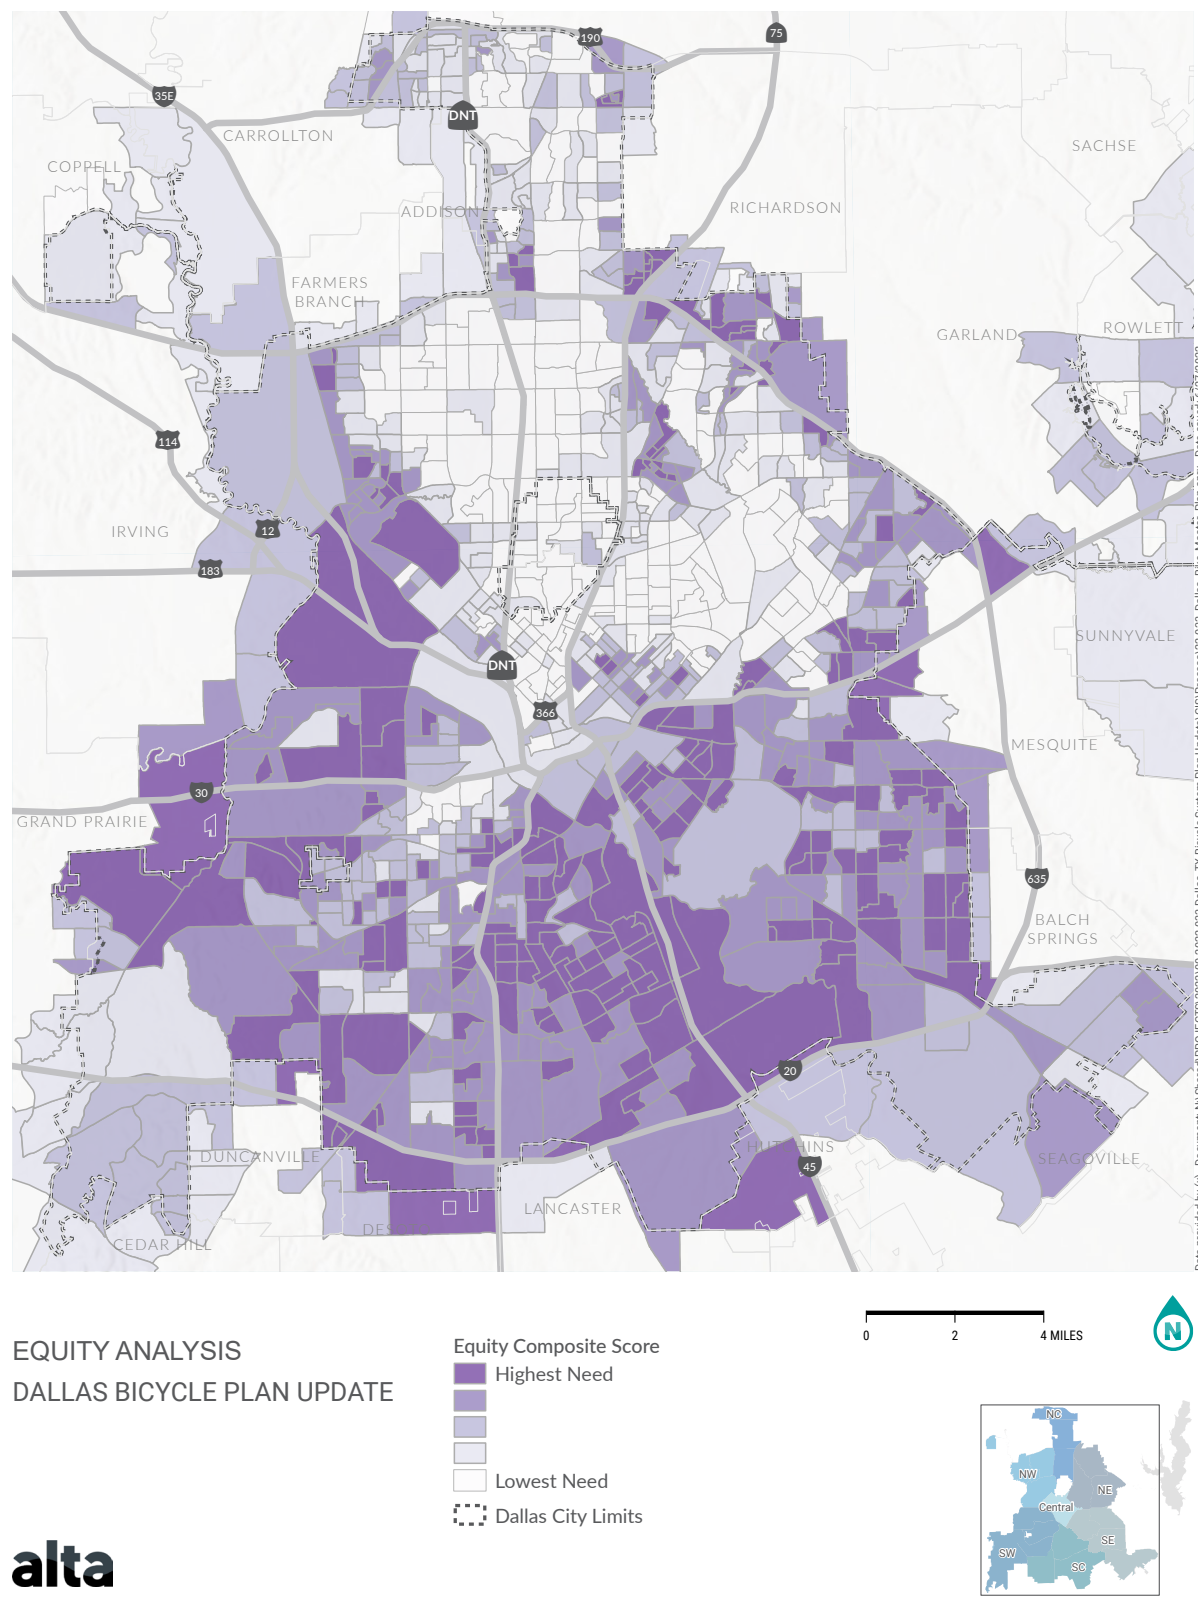 190
75
35E
DNT
CARROLLTON
SACHSE
COPPELL
ADDISON
RICHARDSON
FARMERS
BRANCH
GARLAND
ROWLETT
114
IRVING
12
183
SUNNYVALE
DNT
366
MESQUITE
30
GRAND PRAIRIE
635
BALCH
SPRINGS
20
HUTCHINS
DUNCANVILLE
45
SEAGOVILLE
LANCASTER
CEDAR HILL
EQUITY ANALYSIS
DALLAS BICYCLE PLAN UPDATE
Equity Composite Score
Highest Need
Lowest Need
Dallas City Limits
0 2 4 MILES
N
NC
NW
NE
Central
SE
SW
SC
alta